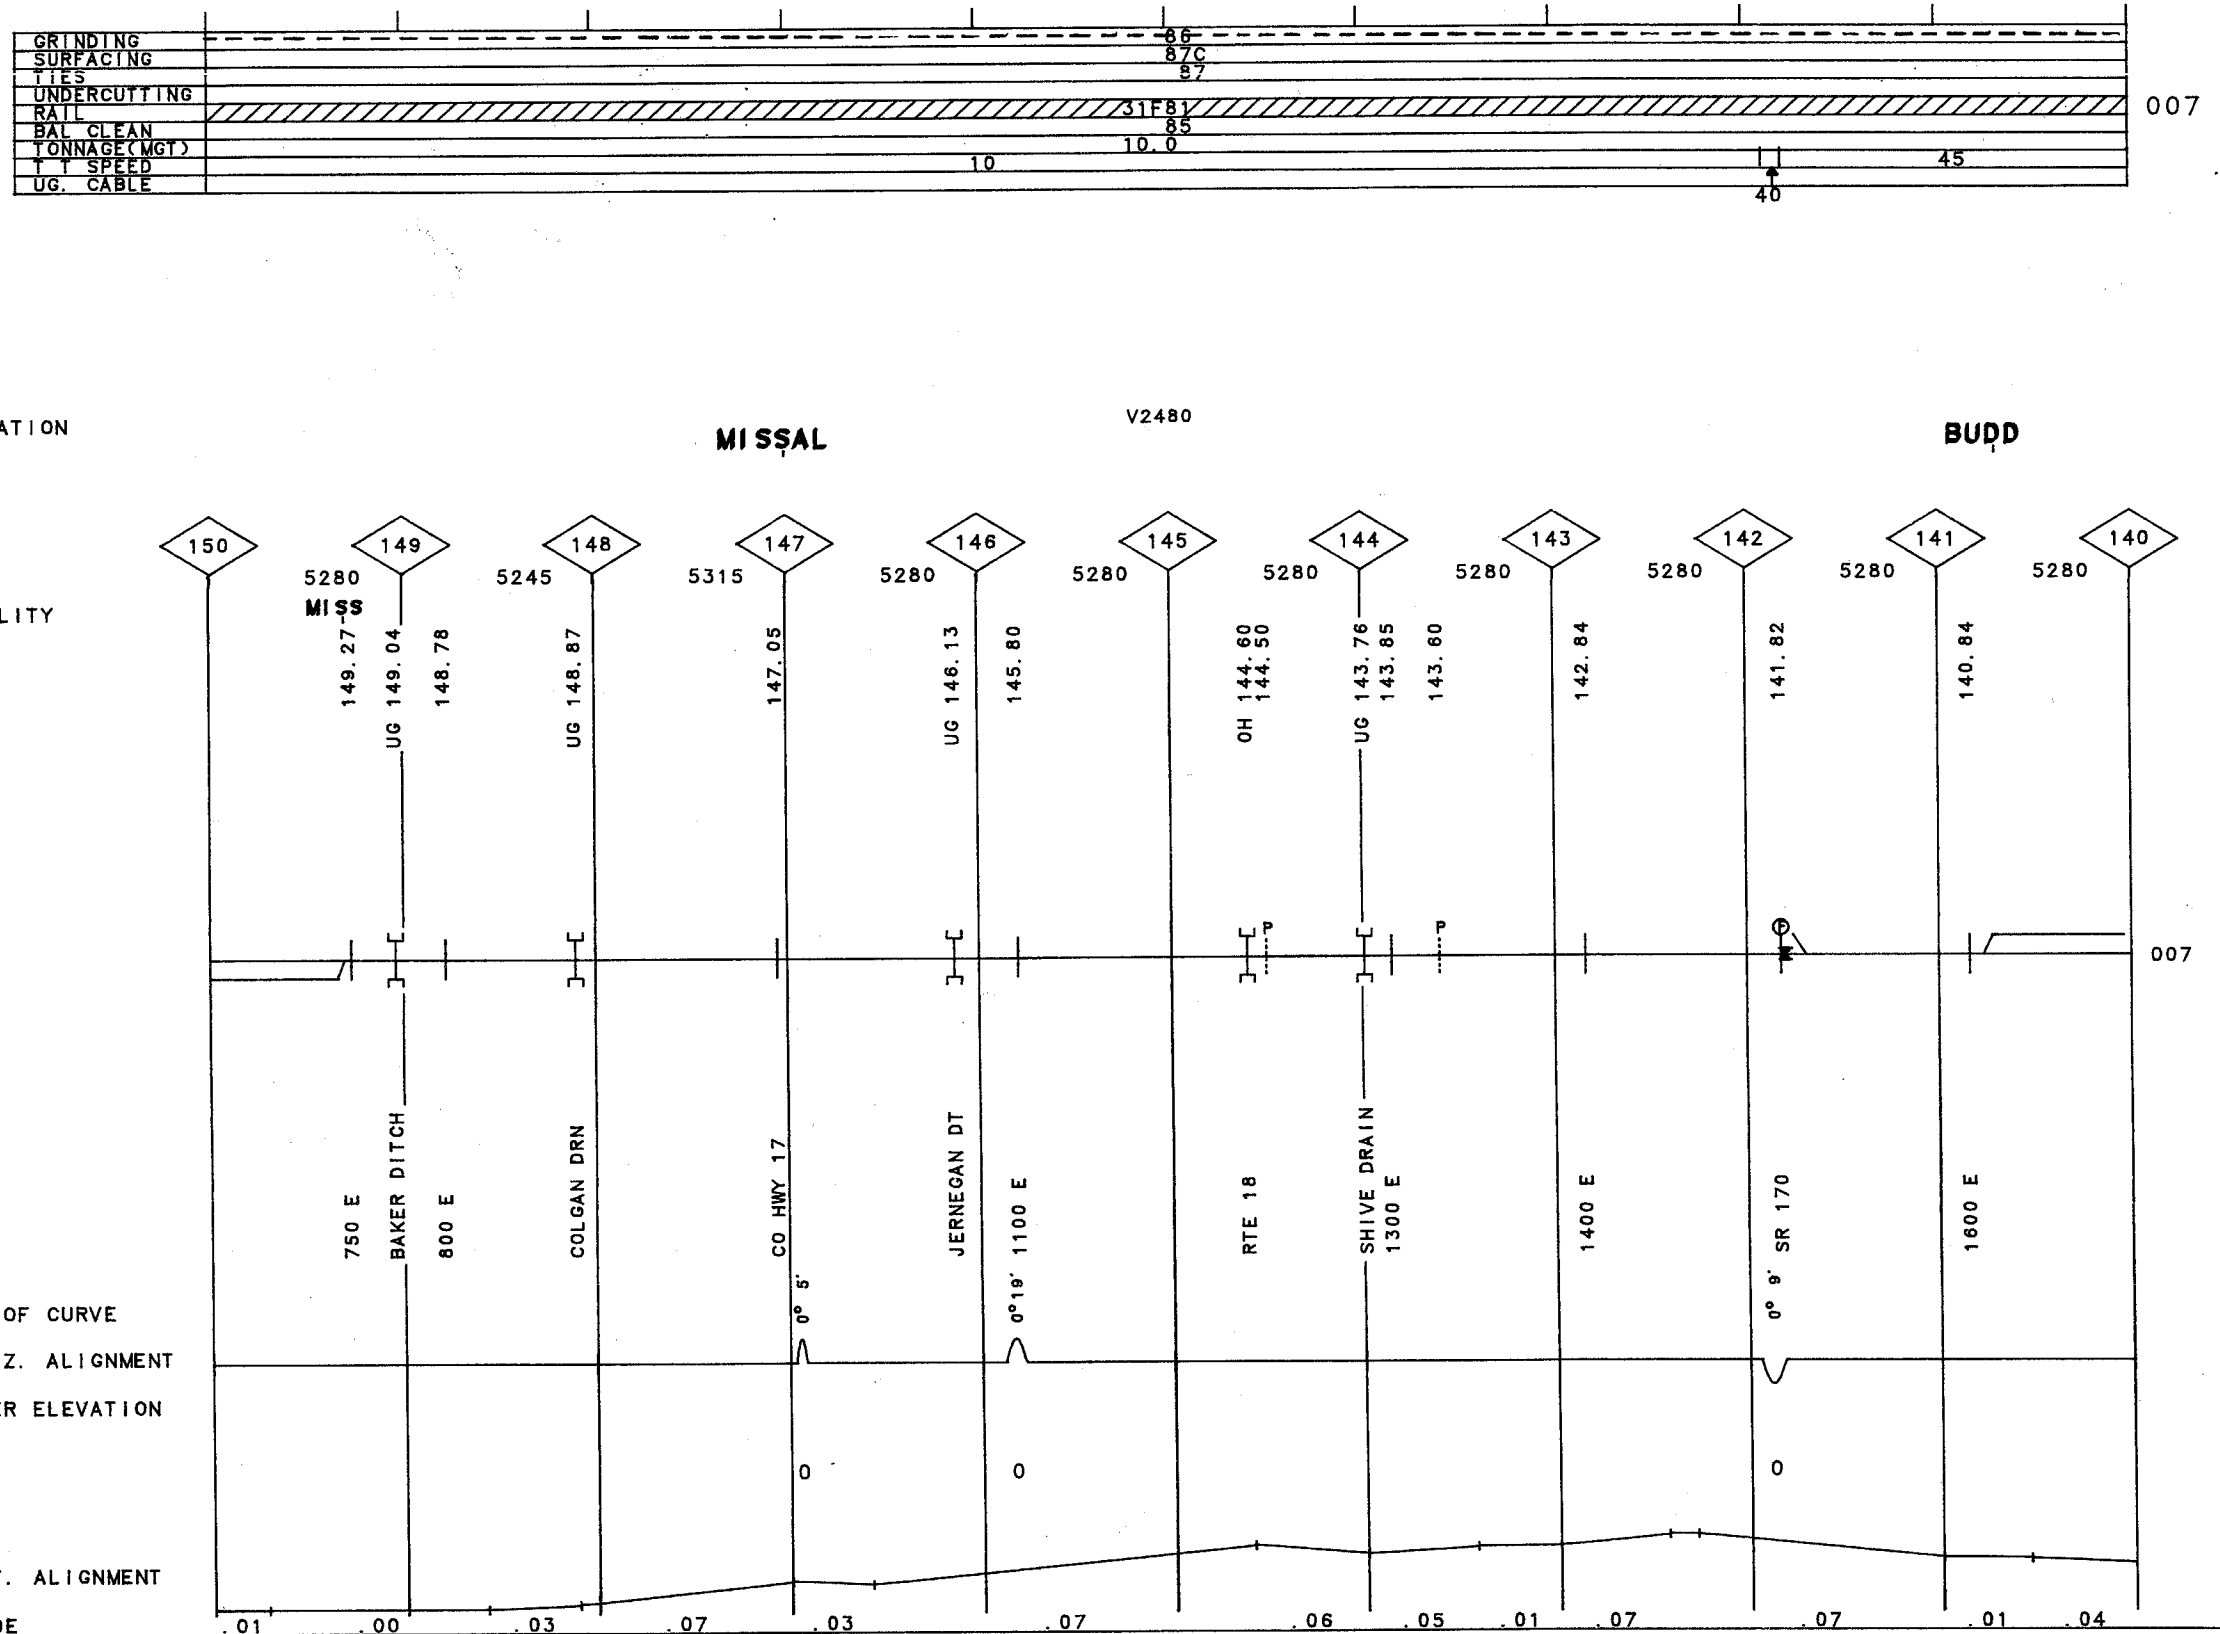 GRINDING 86
SURFACING 87C
TIES 87
UNDERCUTTING
RAIL 31F81 007
BAL CLEAN 85
TONNAGE(MGT) 10.0
T T SPEED 10 45
UG. CABLE 40
V2480
ATION MISSAL BUDD
150 149 148 147 146 145 144 143 142 141 140
5280 5245 5315 5280 5280 5280 5280 5280 5280 5280
MISS
LITY
149.27
UG 149.04
148.78
UG 148.87
147.05
UG 146.13
145.80
OH 144.60
144.50
UG 143.76
143.85
143.60
142.84
141.82
140.84
P P F
007
750 E
BAKER DITCH
800 E
COLGAN DRN
CO HWY 17
JERNEGAN DT
1100 E
RTE 18
SHIVE DRAIN
1300 E
1400 E
SR 170
1600 E
OF CURVE 0° 5' 0°19' 0° 9'
Z. ALIGNMENT
ER ELEVATION
0 0 0
T. ALIGNMENT
DE .01 .00 .03 .07 .03 .07 .06 .05 .01 .07 .07 .01 .04